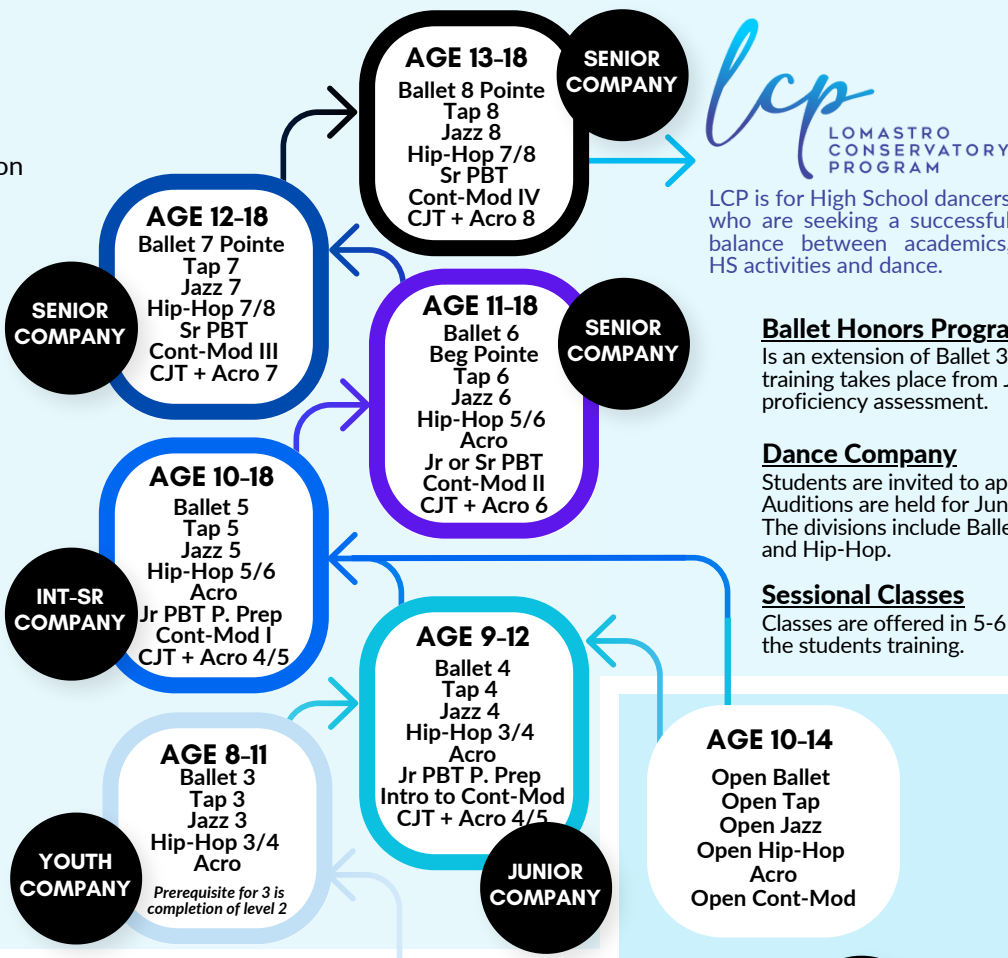 AGE 13-18
Ballet 8 Pointe
Tap 8
Jazz 8
Hip-Hop 7/8
Sr PBT
Cont-Mod IV
CJT + Acro 8
SENIOR
COMPANY
lcp
LOMASTRO
CONSERVATORY
PROGRAM
LCP is for High School dancers
who are seeking a successful
balance between academics,
HS activities and dance.
on
AGE 12-18
Ballet 7 Pointe
Tap 7
Jazz 7
Hip-Hop 7/8
Sr PBT
Cont-Mod III
CJT + Acro 7
SENIOR
COMPANY
AGE 11-18
Ballet 6
Beg Pointe
Tap 6
Jazz 6
Hip-Hop 5/6
Acro
Jr or Sr PBT
Cont-Mod II
CJT + Acro 6
SENIOR
COMPANY
Ballet Honors Progra
Is an extension of Ballet 3
training takes place from J
proficiency assessment.
Dance Company
Students are invited to ap
Auditions are held for Jun
The divisions include Balle
and Hip-Hop.
Sessional Classes
Classes are offered in 5-6
the students training.
AGE 10-18
Ballet 5
Tap 5
Jazz 5
Hip-Hop 5/6
Acro
Jr PBT P. Prep
Cont-Mod I
CJT + Acro 4/5
INT-SR
COMPANY
AGE 9-12
Ballet 4
Tap 4
Jazz 4
Hip-Hop 3/4
Acro
Jr PBT P. Prep
Intro to Cont-Mod
CJT + Acro 4/5
JUNIOR
COMPANY
AGE 8-11
Ballet 3
Tap 3
Jazz 3
Hip-Hop 3/4
Acro
Prerequisite for 3 is
completion of level 2
YOUTH
COMPANY
AGE 10-14
Open Ballet
Open Tap
Open Jazz
Open Hip-Hop
Acro
Open Cont-Mod